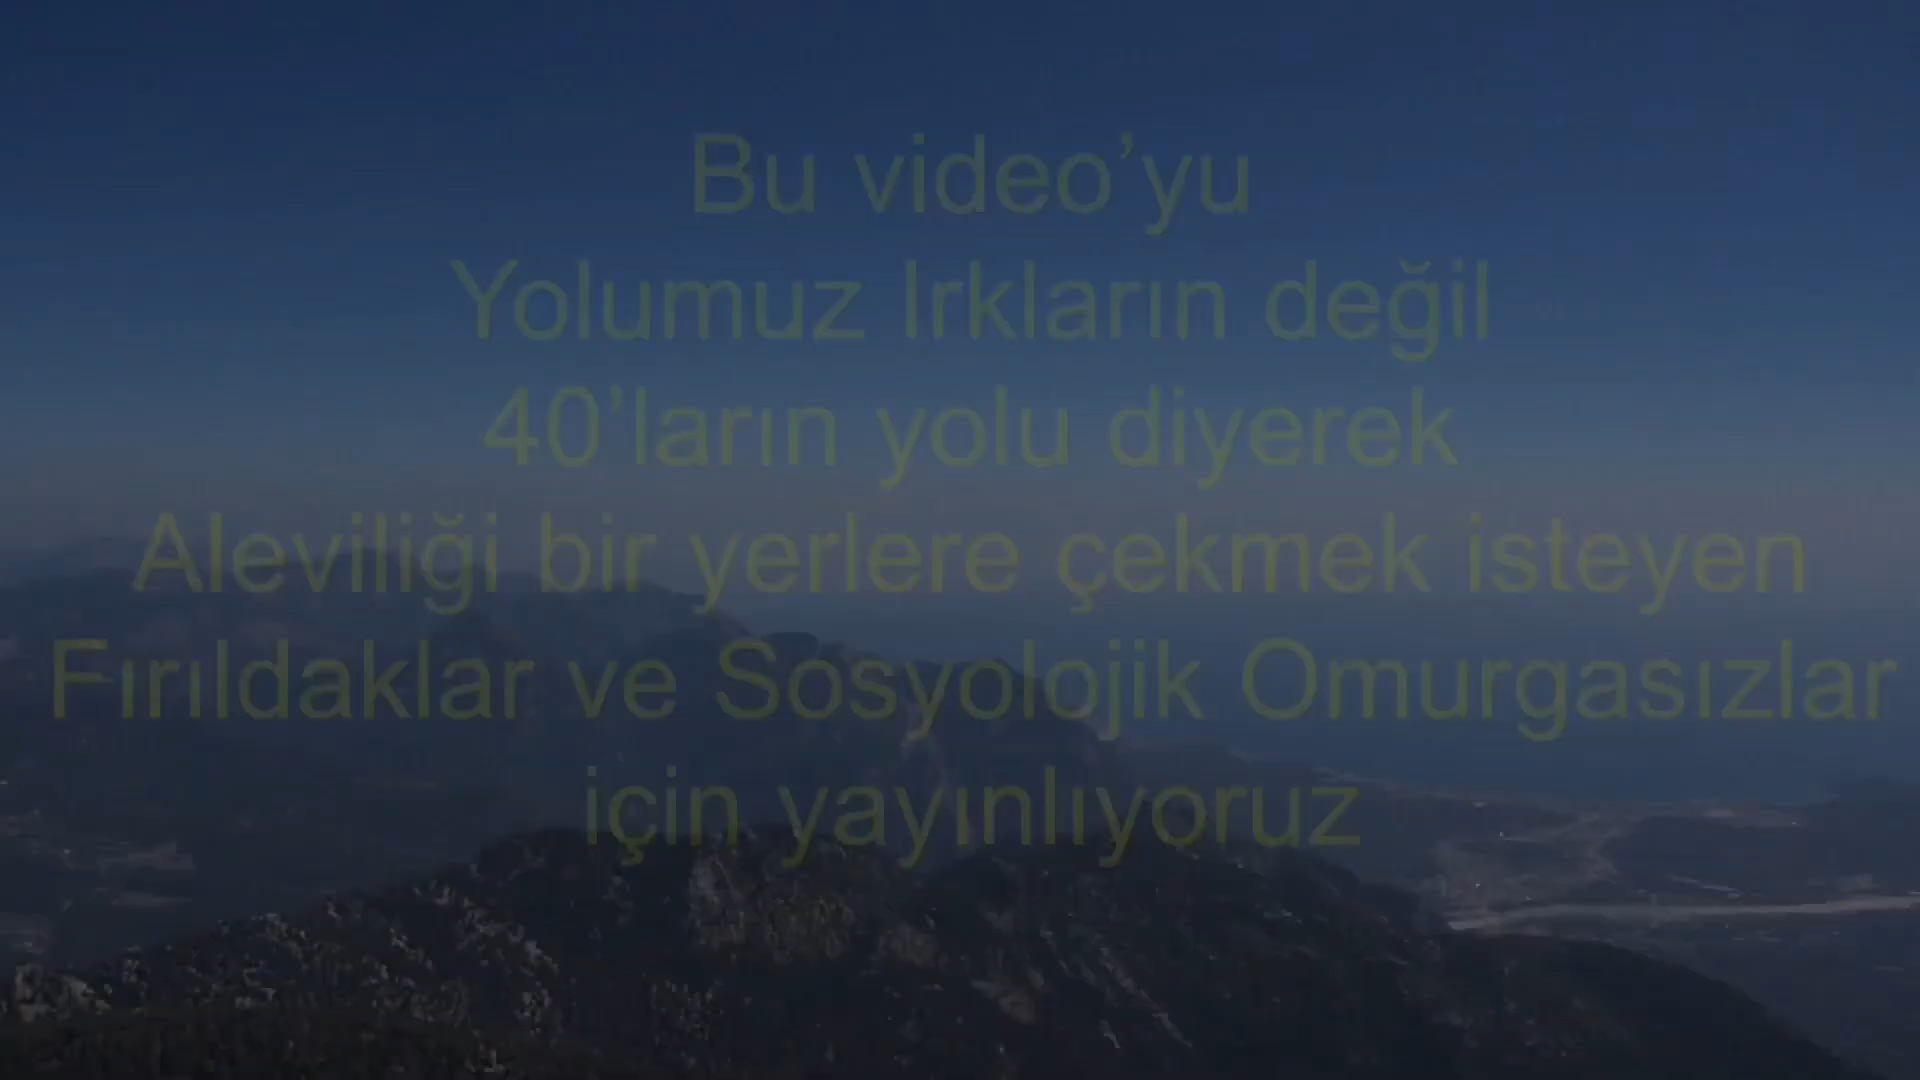 Bu video’yu
Yolumuz Irkların değil
40’ların yolu diyerek
Aleviliği bir yerlere çekmek isteyen
Fırıldaklar ve Sosyolojik Omurgasızlar
için yayınlıyoruz